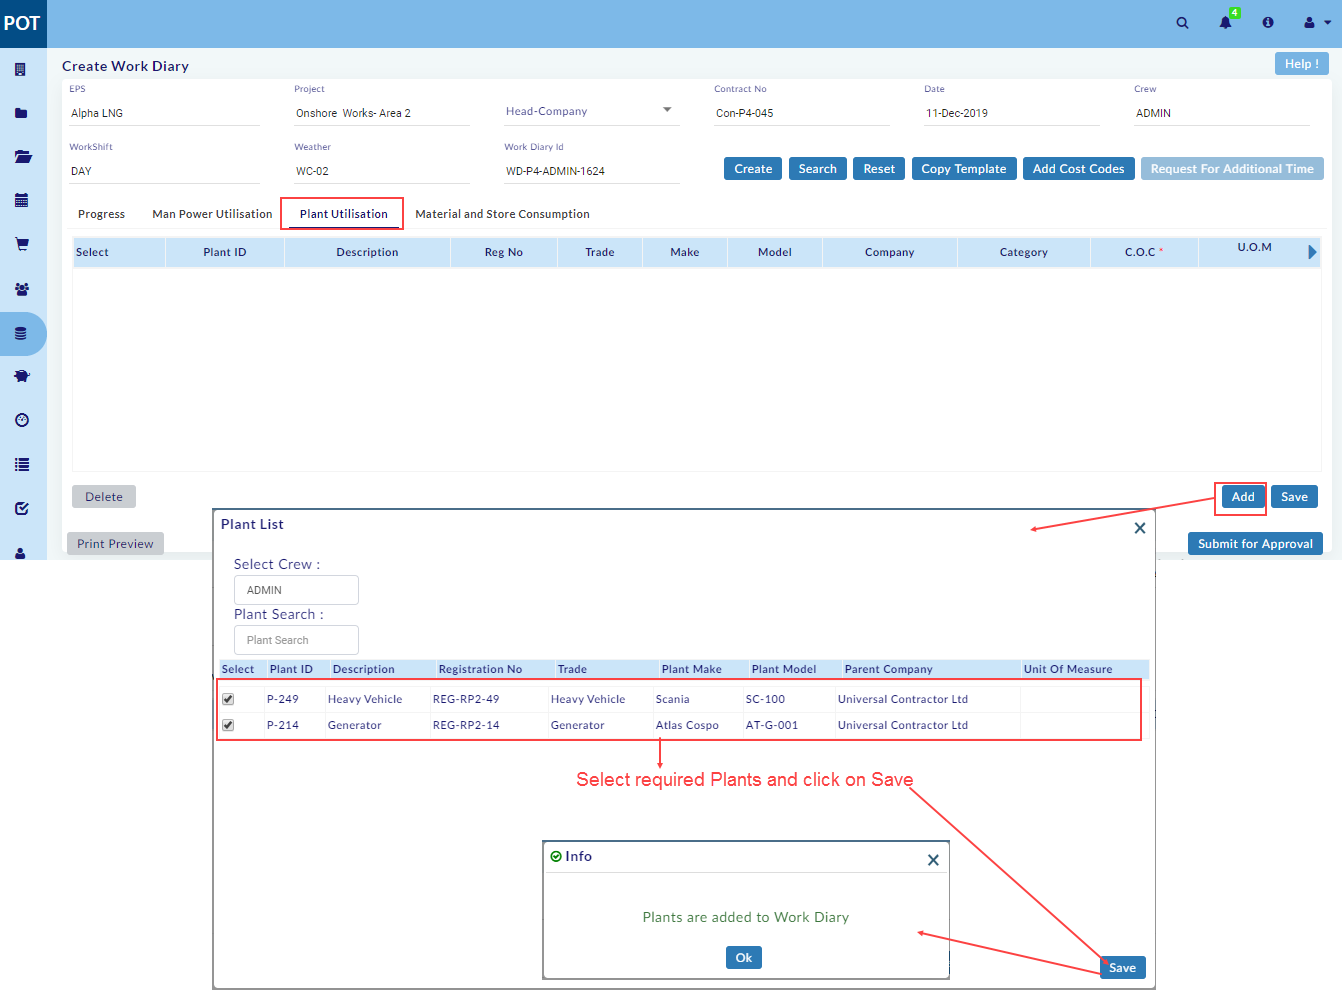 POT
4
Create Work Diary
Help !
EPS Project Contract No Date Crew
Alpha LNG Onshore Works- Area 2 Head-Company Con-P4-045 11-Dec-2019 ADMIN
WorkShift Weather Work Diary Id
DAY WC-02 WD-P4-ADMIN-1624 Create Search Reset Copy Template Add Cost Codes Request For Additional Time
Progress Man Power Utilisation Plant Utilisation Material and Store Consumption
Select Plant ID Description Reg No Trade Make Model Company Category C.O.C * U.O.M
Delete Add Save
Plant List
Print Preview Submit for Approval
Select Crew :
ADMIN
Plant Search :
Plant Search
Select Plant ID Description Registration No Trade Plant Make Plant Model Parent Company Unit Of Measure
P-249 Heavy Vehicle REG-RP2-49 Heavy Vehicle Scania SC-100 Universal Contractor Ltd
P-214 Generator REG-RP2-14 Generator Atlas Cospo AT-G-001 Universal Contractor Ltd
Select required Plants and click on Save
Info
Plants are added to Work Diary
Ok
Save